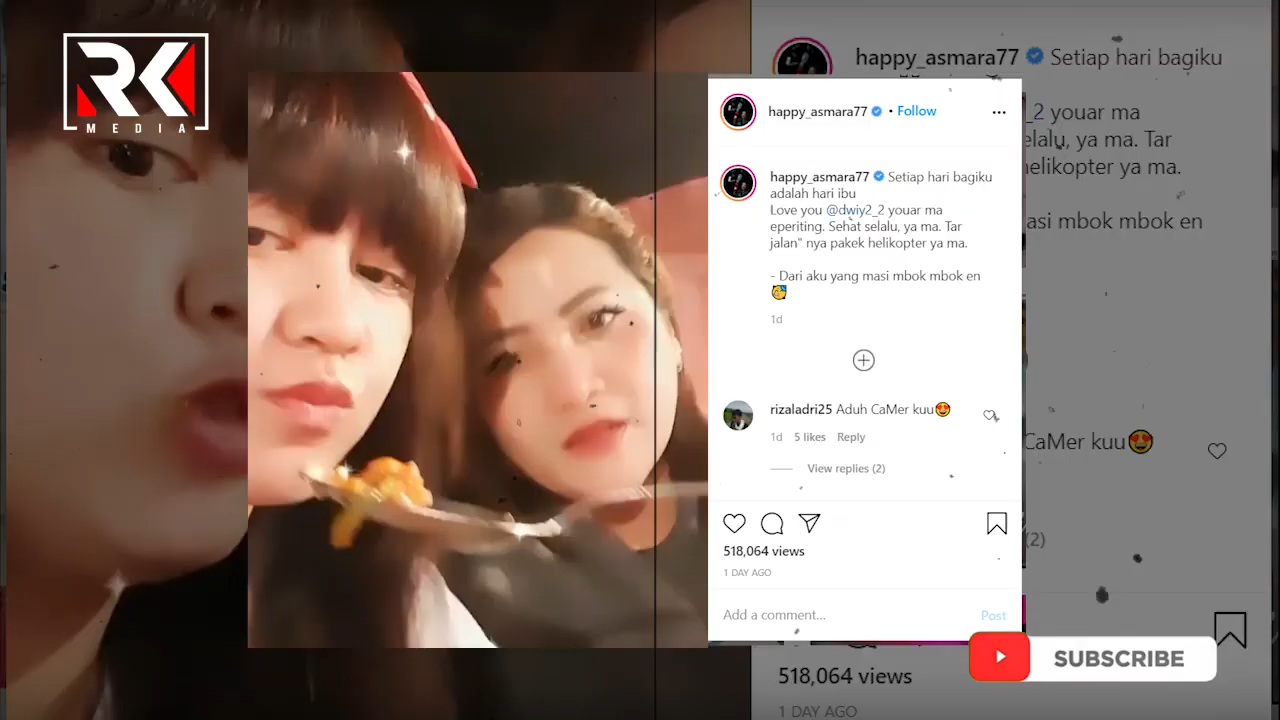 RK
MEDIA
happy_asmara77 Setiap hari bagiku
_2 youar ma
elalu, ya ma. Tar
helikopter ya ma.
asi mbok mbok en
CaMer kuu
(2)
518,064 views
1 DAY AGO
happy_asmara77 • Follow
happy_asmara77 Setiap hari bagiku
adalah hari ibu
Love you @dwiy2_2 youar ma
eperiting. Sehat selalu, ya ma. Tar
jalan" nya pakek helikopter ya ma.
- Dari aku yang masi mbok mbok en
1d
rizaladri25 Aduh CaMer kuu
1d 5 likes Reply
View replies (2)
518,064 views
1 DAY AGO
Add a comment... Post
SUBSCRIBE